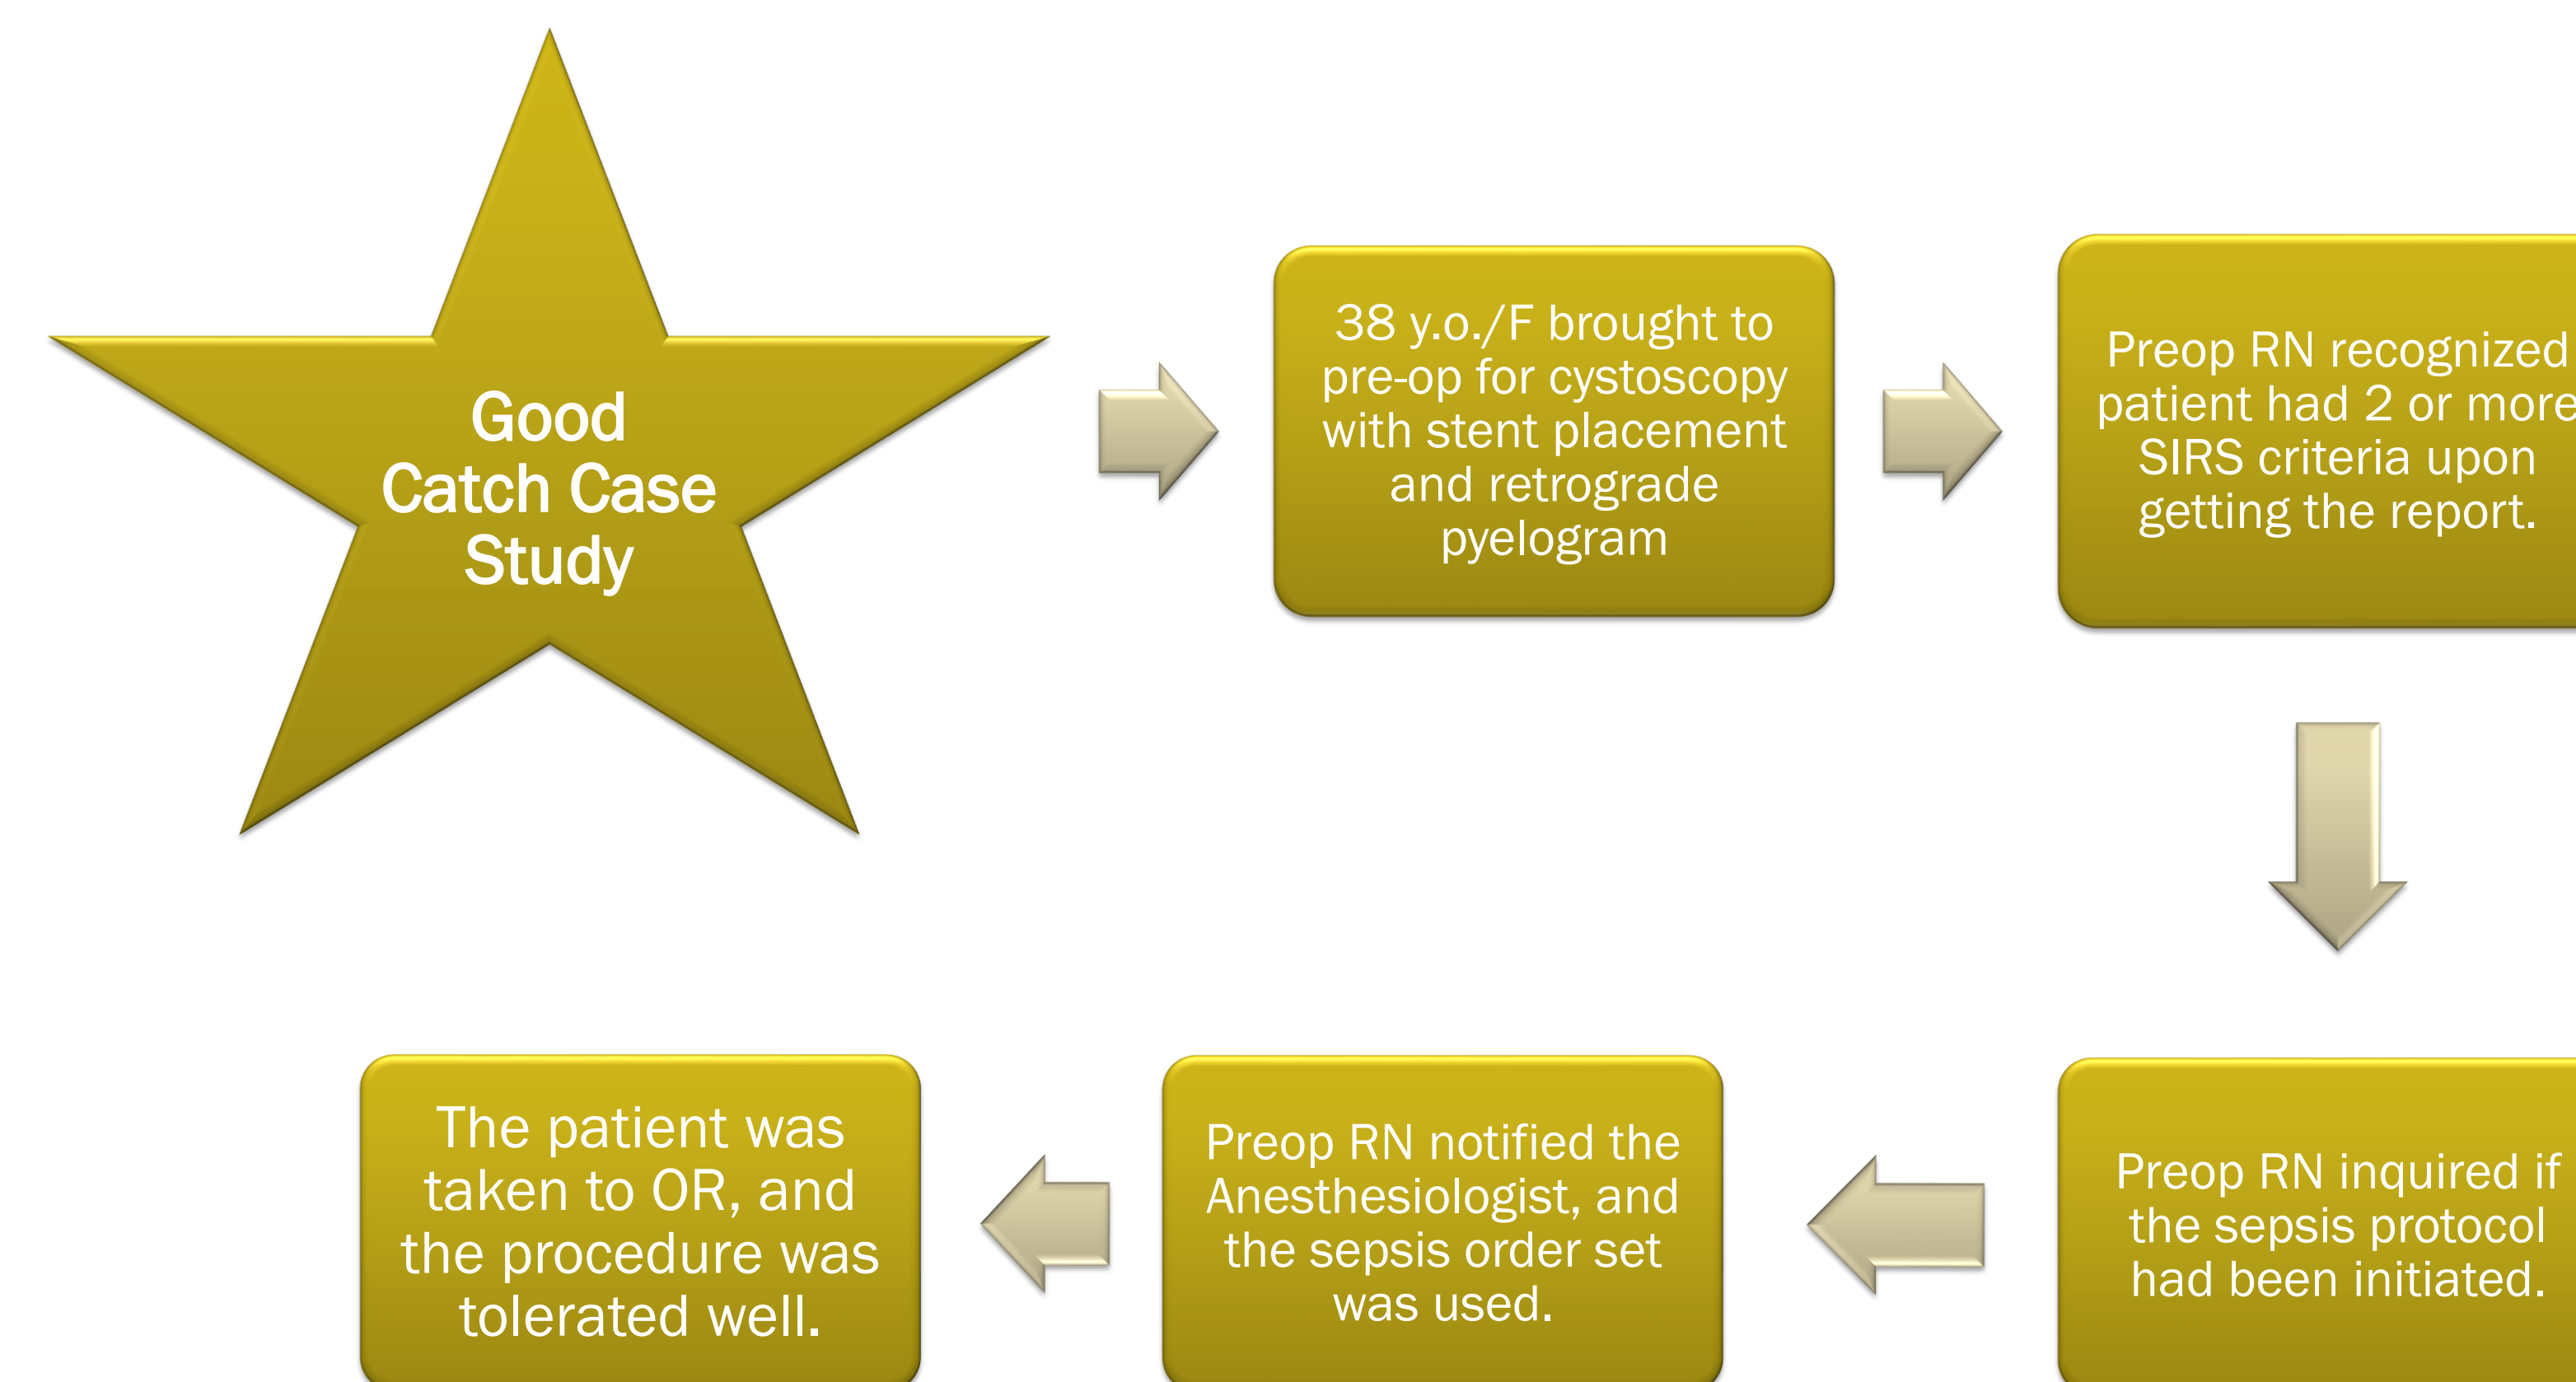 Good
Catch Case
Study
38 y.o./F brought to
pre-op for cystoscopy
with stent placement
and retrograde
pyelogram
Preop RN recognized
patient had 2 or more
SIRS criteria upon
getting the report.
Preop RN inquired if
the sepsis protocol
had been initiated.
Preop RN notified the
Anesthesiologist, and
the sepsis order set
was used.
The patient was
taken to OR, and
the procedure was
tolerated well.